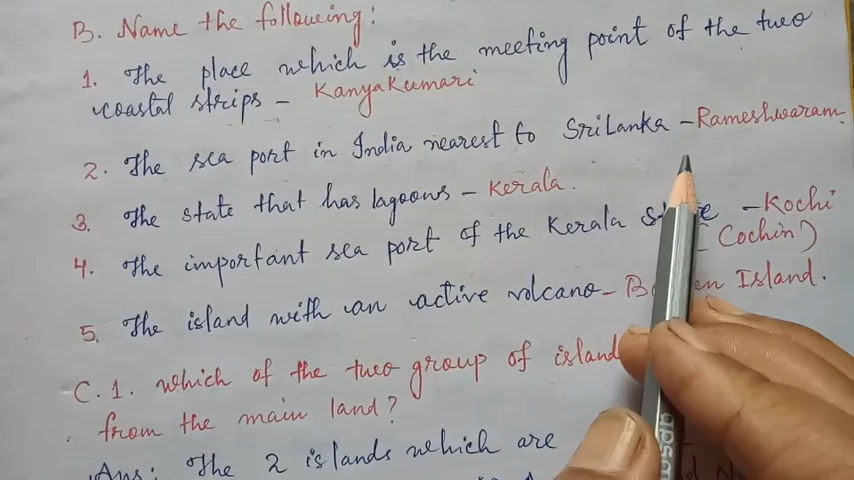 B. Name the following:
1. The place which is the meeting point of the two
coastal strips - Kanyakumari
2. The sea port in India nearest to SriLanka - Rameshwaram.
3. The state that has lagoons - Kerala.
4. The important sea port of the Kerala - Kochi
(Cochin)
5. The island with an active volcano - Island.
C.1. which of the two group of island
from the main land?
Ans: The 2 islands which are